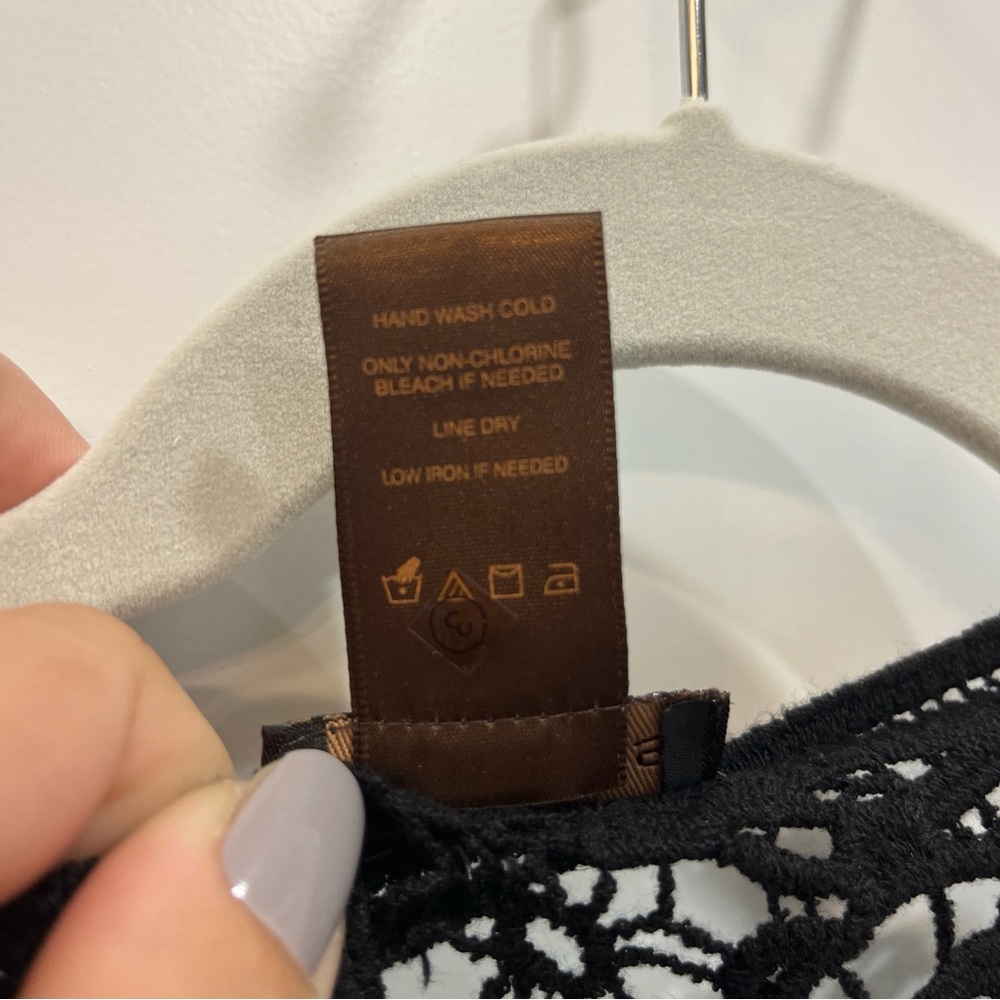 HAND WASH COLD
ONLY NON-CHLORINE
BLEACH IF NEEDED
LINE DRY
LOW IRON IF NEEDED